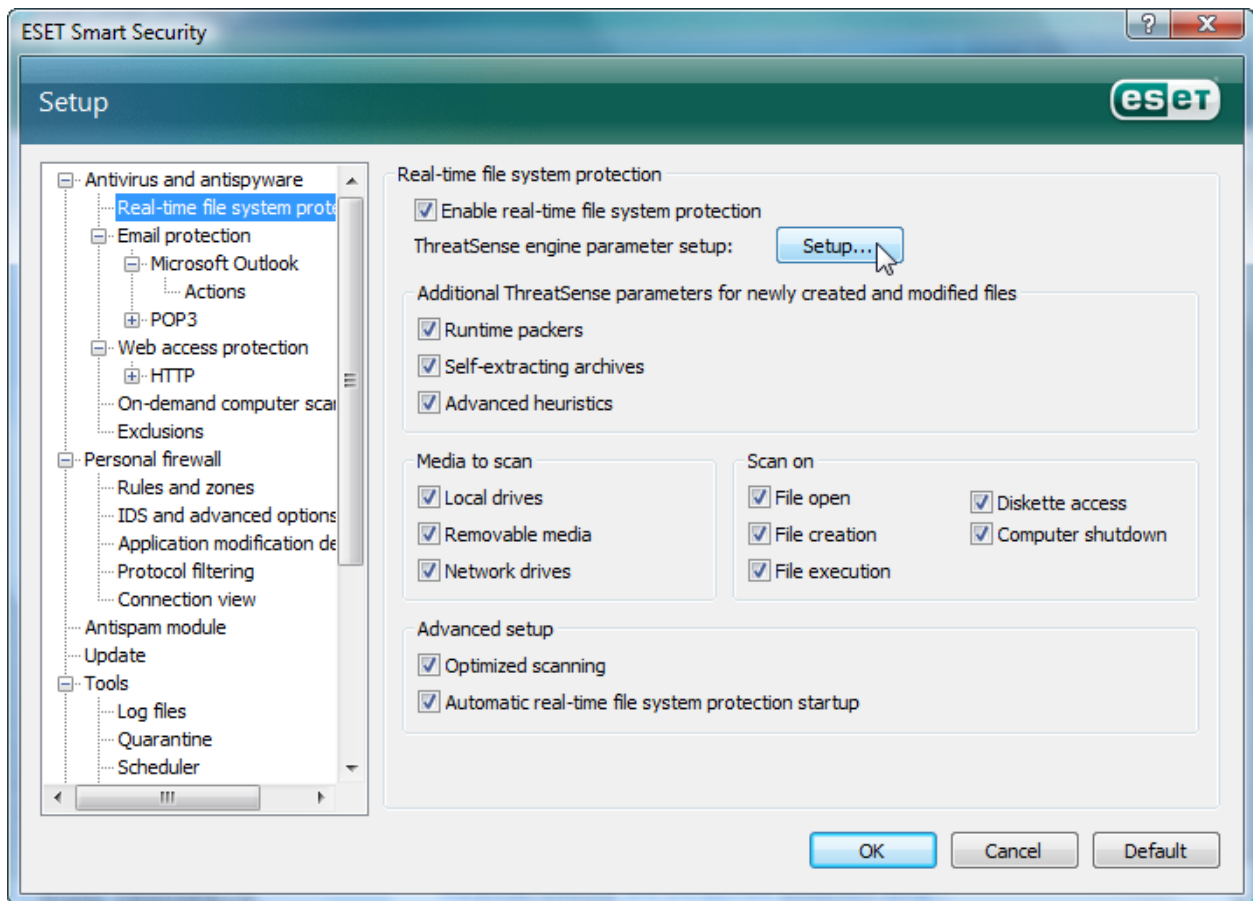 ESET Smart Security
Setup
eset
Antivirus and antispyware
Real-time file system prote
Email protection
Microsoft Outlook
Actions
POP3
Web access protection
HTTP
On-demand computer scan
Exclusions
Personal firewall
Rules and zones
IDS and advanced options
Application modification de
Protocol filtering
Connection view
Antispam module
Update
Tools
Log files
Quarantine
Scheduler
Real-time file system protection
Enable real-time file system protection
ThreatSense engine parameter setup: Setup...
Additional ThreatSense parameters for newly created and modified files
Runtime packers
Self-extracting archives
Advanced heuristics
Media to scan
Local drives
Removable media
Network drives
Scan on
File open
File creation
File execution
Diskette access
Computer shutdown
Advanced setup
Optimized scanning
Automatic real-time file system protection startup
OK Cancel Default